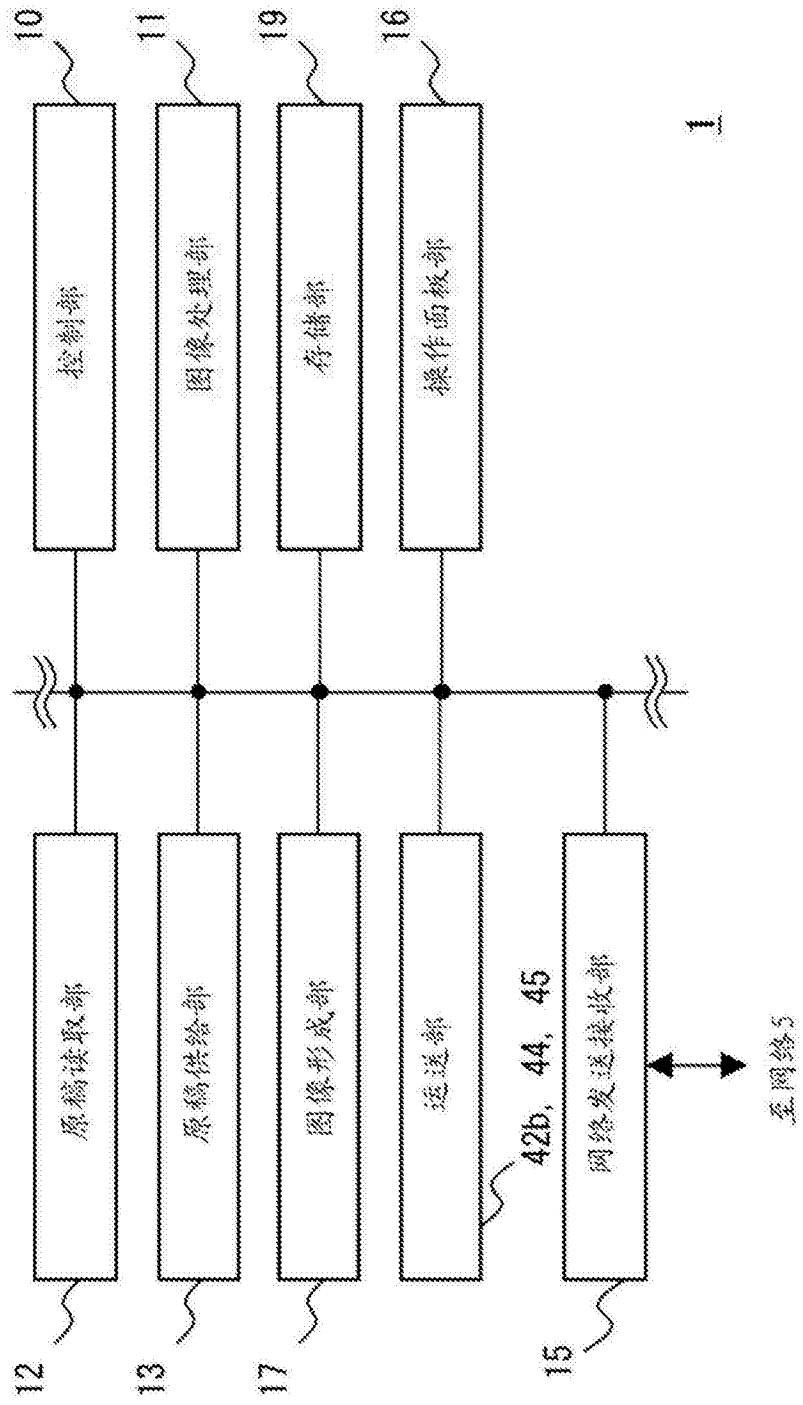 12
原稿读取部
控制部
10
13
原稿供给部
图像处理部
11
17
图像形成部
存储部
19
运送部
操作面板部
16
42b, 44, 45
15
网络发送接收部
1
至网络5